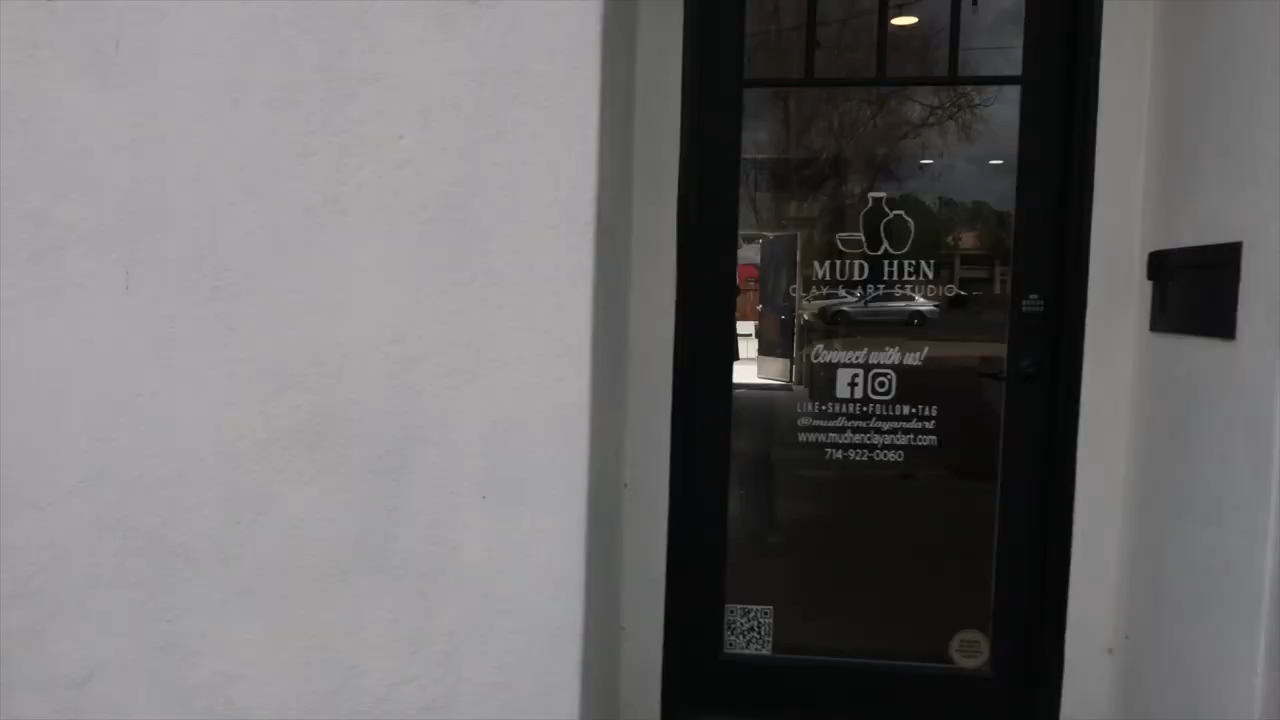 MUD HEN
CLAY & ART STUDIO
Connect with us!
LIKE•SHARE•FOLLOW•TAG
@mudhenclayandart
www.mudhenclayandart.com
714-922-0060